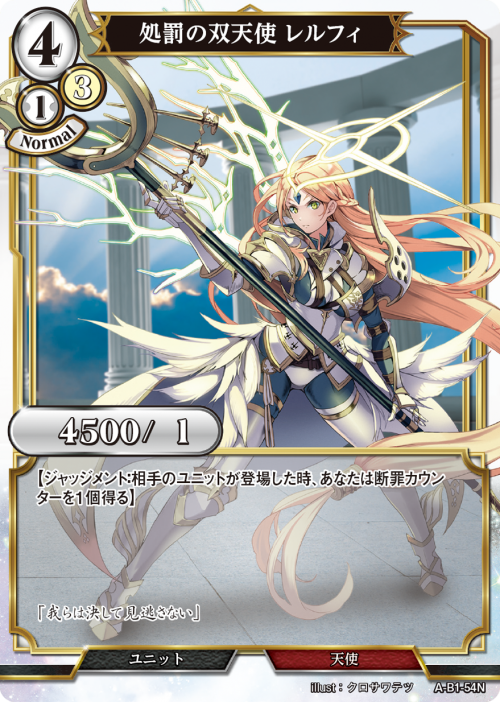 処罰の双天使 レルフィ
4
1
3
Normal
4500/ 1
【ジャッジメント:相手のユニットが登場した時、あなたは断罪カウン
ターを1個得る】
「我らは決して見逃さない」
ユニット
天使
illust:クロサワテツ
A-B1-54N